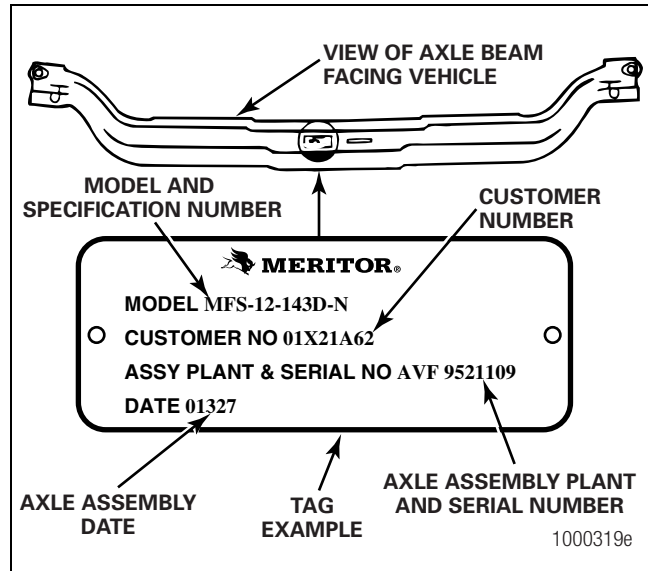 VIEW OF AXLE BEAM
FACING VEHICLE
MODEL AND
SPECIFICATION NUMBER
CUSTOMER
NUMBER
MERITOR®
MODEL MFS-12-143D-N
CUSTOMER NO 01X21A62
ASSY PLANT & SERIAL NO AVF 9521109
DATE 01327
AXLE ASSEMBLY
DATE
TAG
EXAMPLE
AXLE ASSEMBLY PLANT
AND SERIAL NUMBER
1000319e